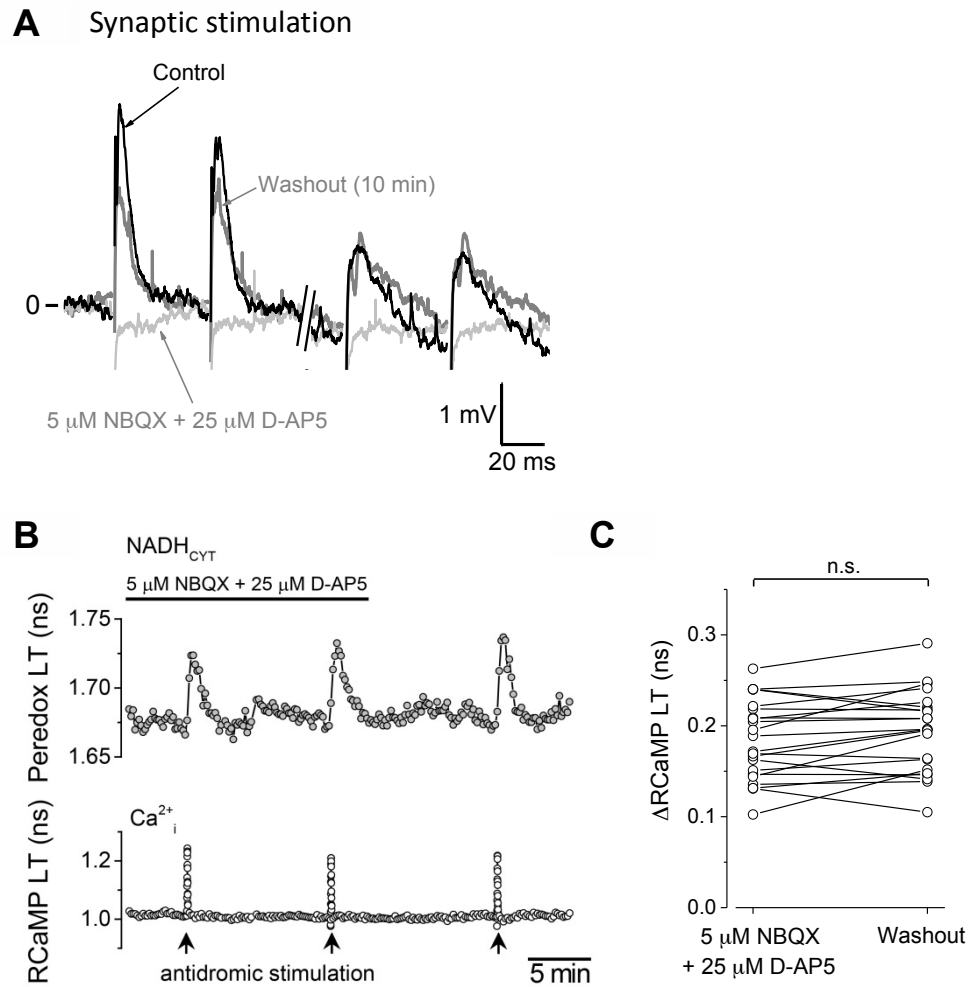 A Synaptic stimulation
Control
Washout (10 min)
0
5 μM NBQX + 25 μM D-AP5
1 mV
20 ms
B
NADH_CYT
5 μM NBQX + 25 μM D-AP5
Peredox LT (ns)
1.75
1.70
1.65
Ca²⁺ᵢ
RCaMP LT (ns)
1.2
1.0
antidromic stimulation
5 min
C
n.s.
ΔRCaMP LT (ns)
0.3
0.2
0.1
0.0
5 μM NBQX
+ 25 μM D-AP5
Washout